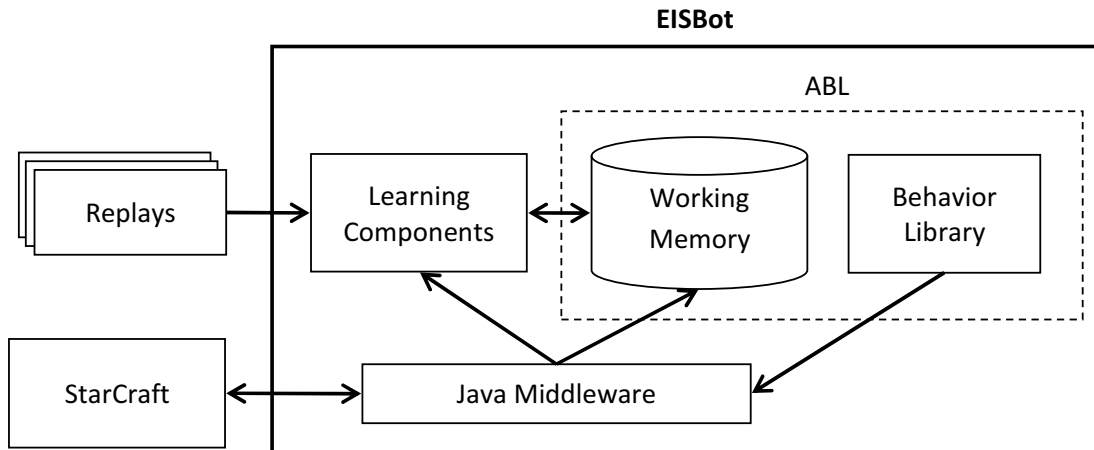 EISBot
ABL
Replays
Learning
Components
Working
Memory
Behavior
Library
StarCraft
Java Middleware